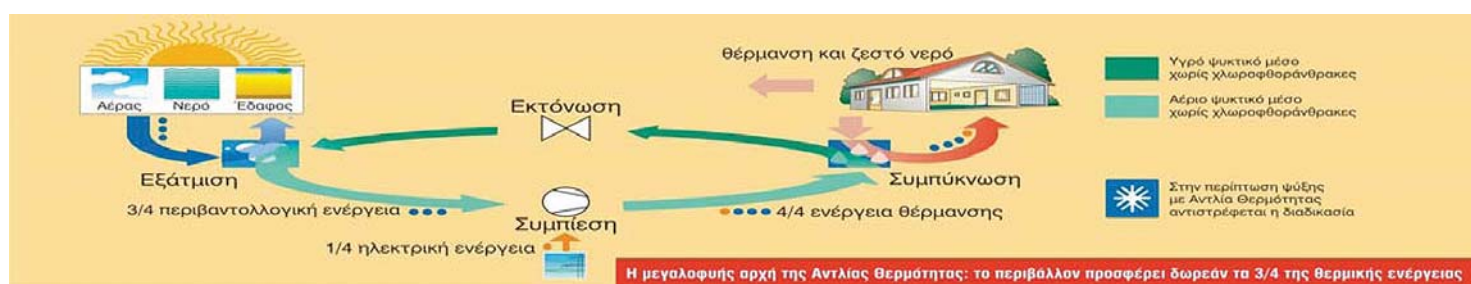 Αέρας
Νερό
Έδαφος
Εξάτμιση
3/4 περιβαντολλογική ενέργεια
Εκτόνωση
Συμπίεση
1/4 ηλεκτρική ενέργεια
θέρμανση και ζεστό νερό
Συμπύκνωση
4/4 ενέργεια θέρμανσης
Υγρό ψυκτικό μέσο
χωρίς χλωροφθοράνθρακες
Αέριο ψυκτικό μέσο
χωρίς χλωροφθοράνθρακες
Στην περίπτωση ψύξης
με Αντλία Θερμότητας
αντιστρέφεται η διαδικασία
Η μεγαλοφυής αρχή της Αντλίας Θερμότητας: το περιβάλλον προσφέρει δωρεάν τα 3/4 της θερμικής ενέργειας